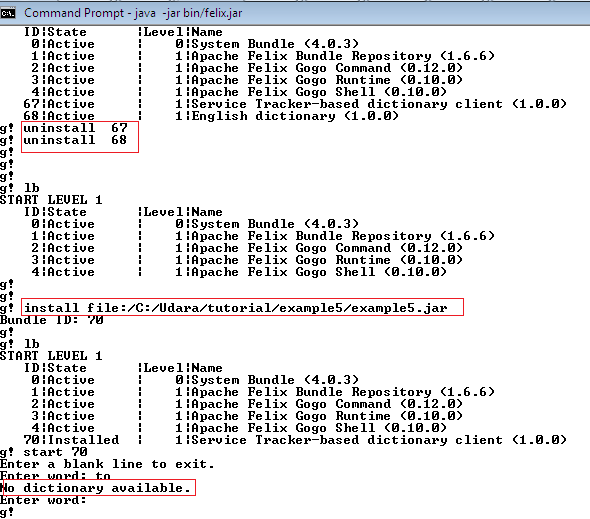 Command Prompt - java -jar bin/felix.jar
ID|State |Level|Name
0|Active | 0|System Bundle (4.0.3)
1|Active | 1|Apache Felix Bundle Repository (1.6.6)
2|Active | 1|Apache Felix Gogo Command (0.12.0)
3|Active | 1|Apache Felix Gogo Runtime (0.10.0)
4|Active | 1|Apache Felix Gogo Shell (0.10.0)
67|Active | 1|Service Tracker-based dictionary client (1.0.0)
68|Active | 1|English dictionary (1.0.0)
g! uninstall 67
g! uninstall 68
g!
g!
g!
g! lb
START LEVEL 1
ID|State |Level|Name
0|Active | 0|System Bundle (4.0.3)
1|Active | 1|Apache Felix Bundle Repository (1.6.6)
2|Active | 1|Apache Felix Gogo Command (0.12.0)
3|Active | 1|Apache Felix Gogo Runtime (0.10.0)
4|Active | 1|Apache Felix Gogo Shell (0.10.0)
g!
g!
g! install file:/C:/Udara/tutorial/example5/example5.jar
Bundle ID: 70
g!
g! lb
START LEVEL 1
ID|State |Level|Name
0|Active | 0|System Bundle (4.0.3)
1|Active | 1|Apache Felix Bundle Repository (1.6.6)
2|Active | 1|Apache Felix Gogo Command (0.12.0)
3|Active | 1|Apache Felix Gogo Runtime (0.10.0)
4|Active | 1|Apache Felix Gogo Shell (0.10.0)
70|Installed | 1|Service Tracker-based dictionary client (1.0.0)
g! start 70
Enter a blank line to exit.
Enter word: to
No dictionary available.
Enter word:
g!